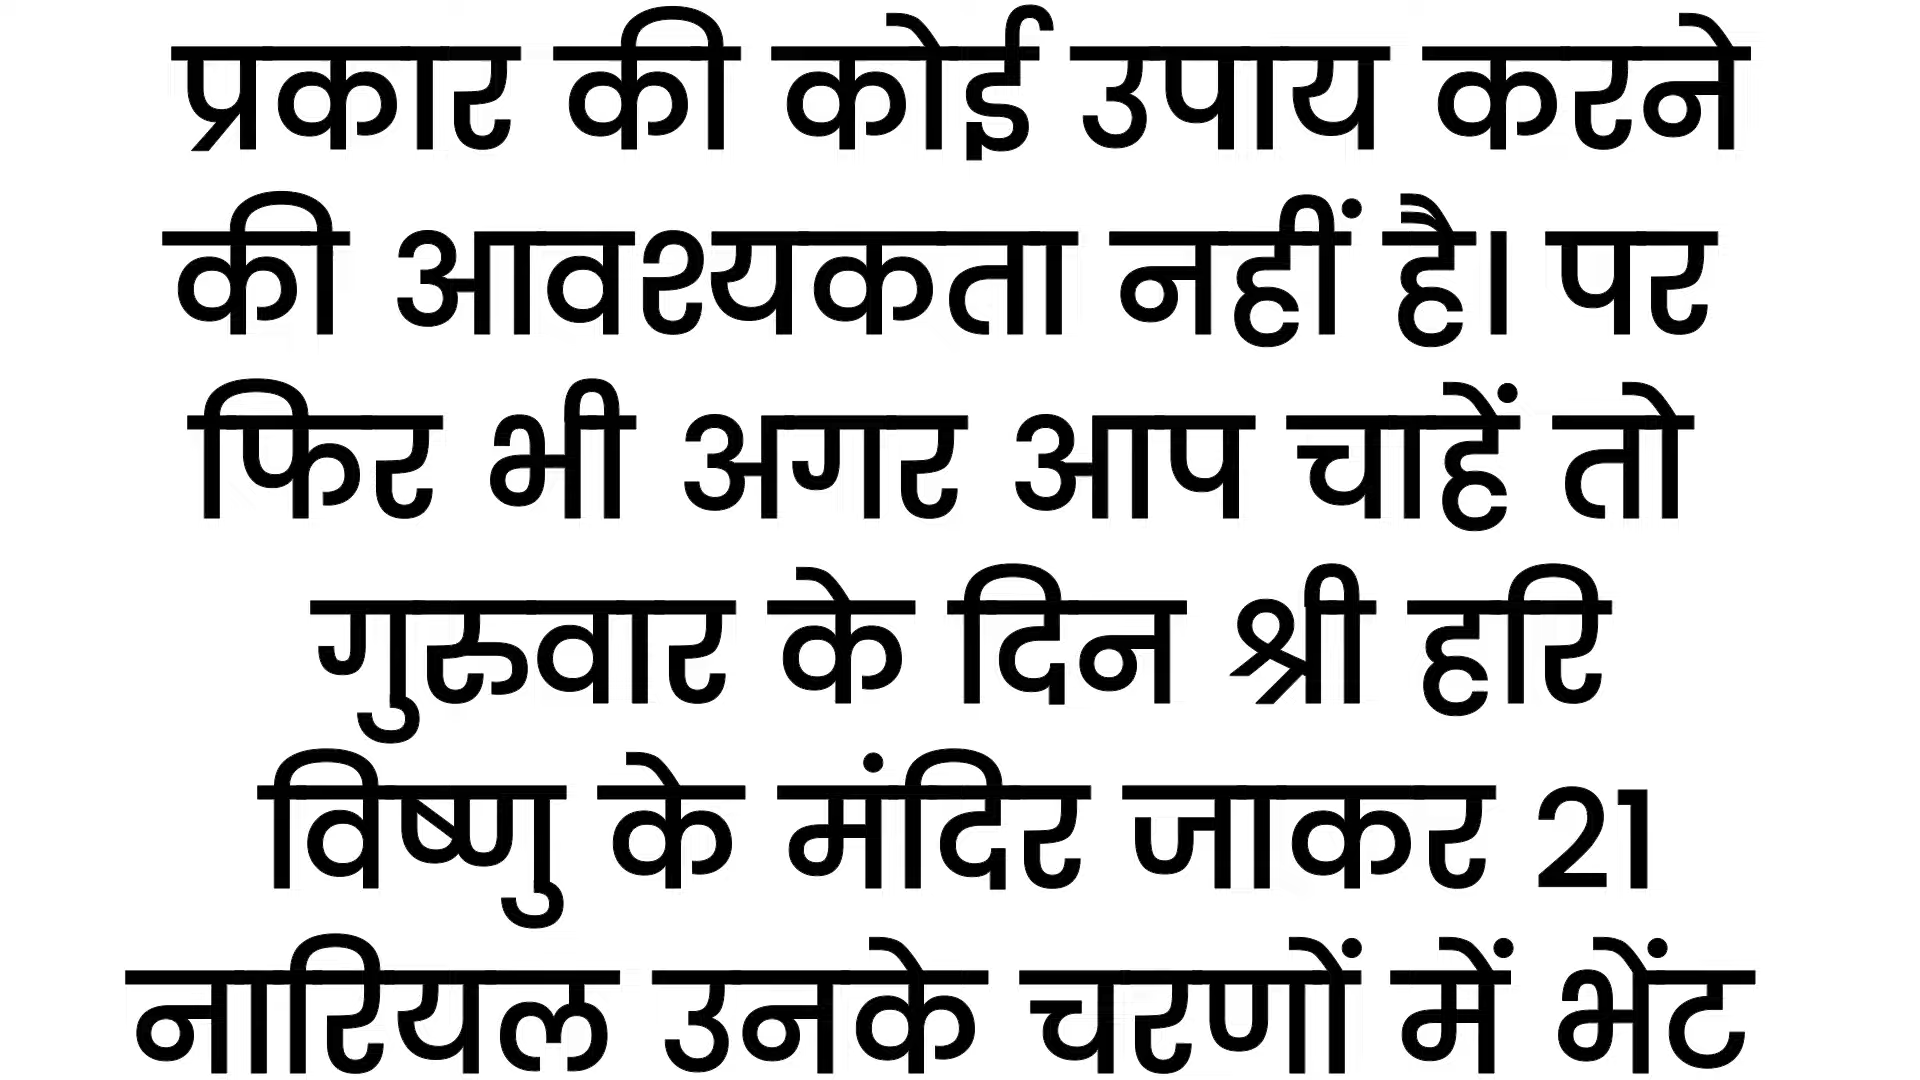 प्रकार की कोई उपाय करने
की आवश्यकता नहीं है। पर
फिर भी अगर आप चाहें तो
गुरुवार के दिन श्री हरि
विष्णु के मंदिर जाकर 21
नारियल उनके चरणों में भेंट